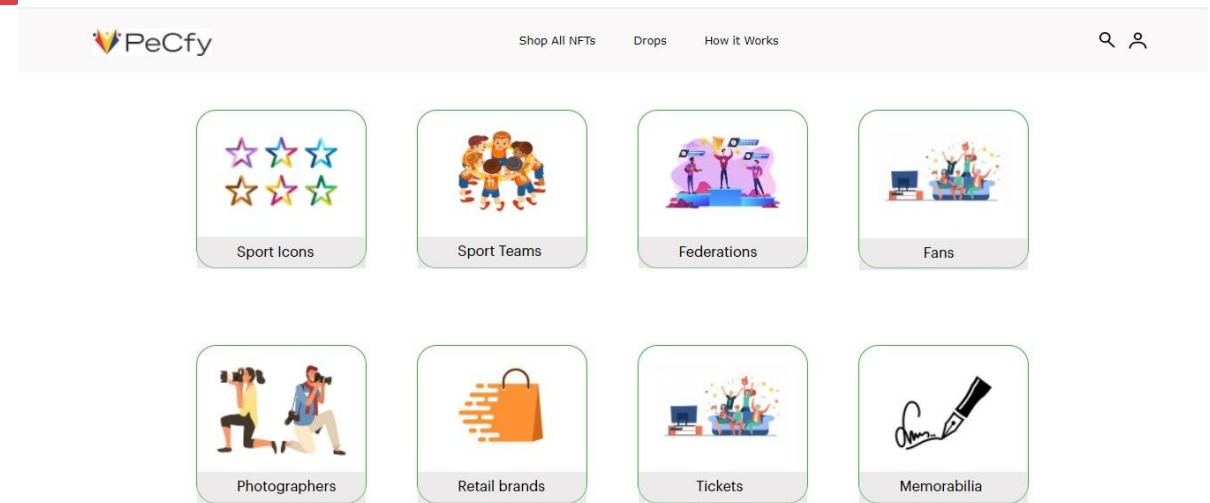 PeCfy
Shop All NFTs Drops How it Works
Sport Icons
Sport Teams
Federations
Fans
Photographers
Retail brands
Tickets
Memorabilia